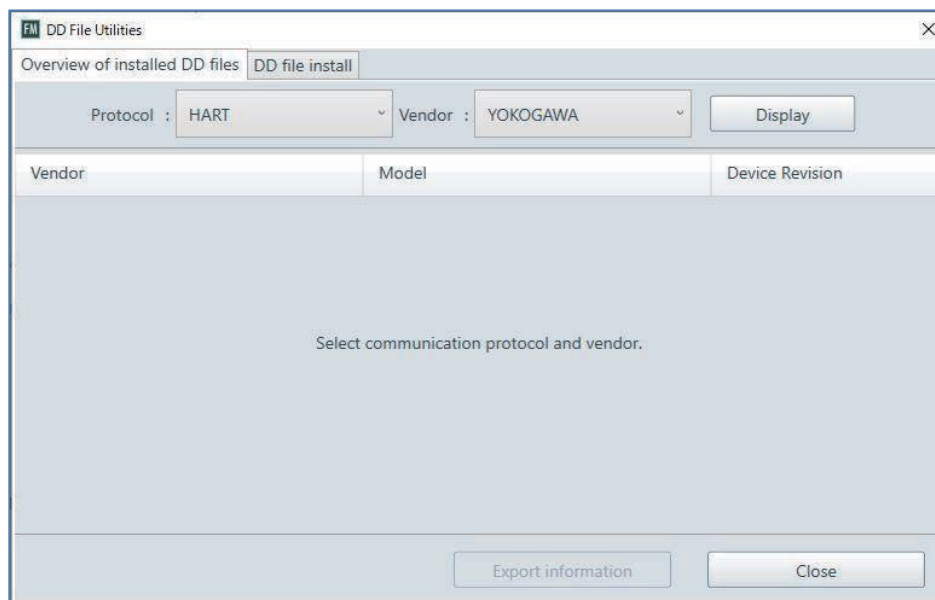 FM DD File Utilities
Overview of installed DD files DD file install
Protocol : HART Vendor : YOKOGAWA Display
Vendor Model Device Revision
Select communication protocol and vendor.
Export information Close